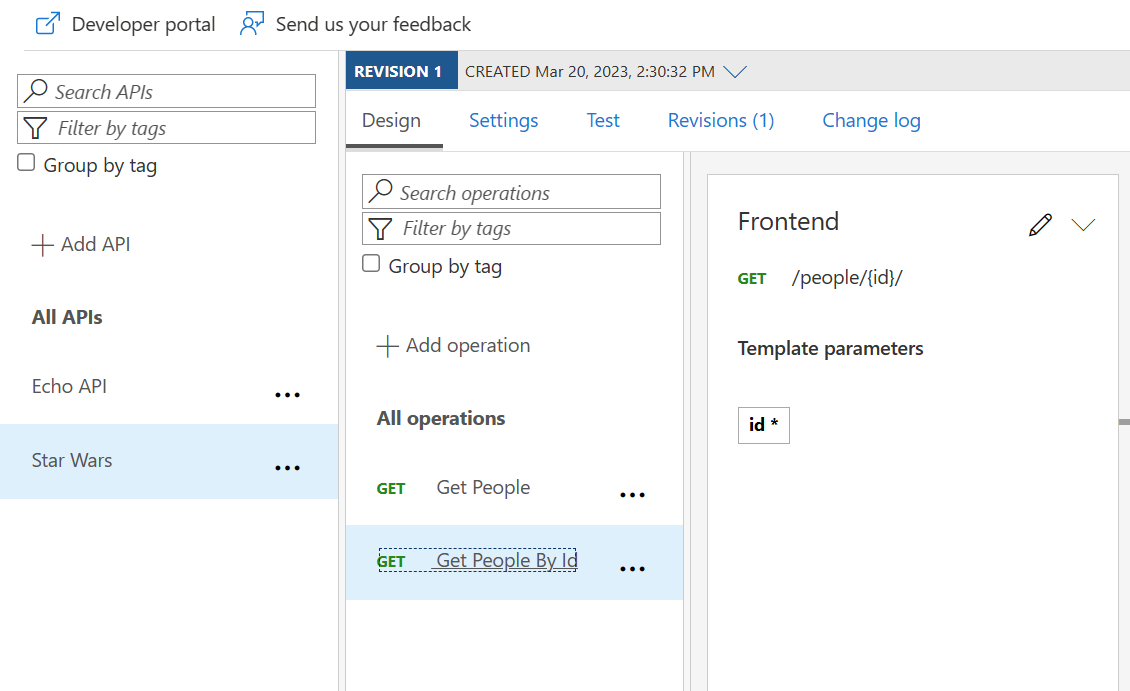 Developer portal
Send us your feedback
Search APIs
Filter by tags
Group by tag
Add API
All APIs
Echo API
Star Wars
REVISION 1
CREATED Mar 20, 2023, 2:30:32 PM
Design
Settings
Test
Revisions (1)
Change log
Search operations
Filter by tags
Group by tag
Add operation
All operations
GET Get People
GET Get People By Id
Frontend
GET /people/{id}/
Template parameters
id *